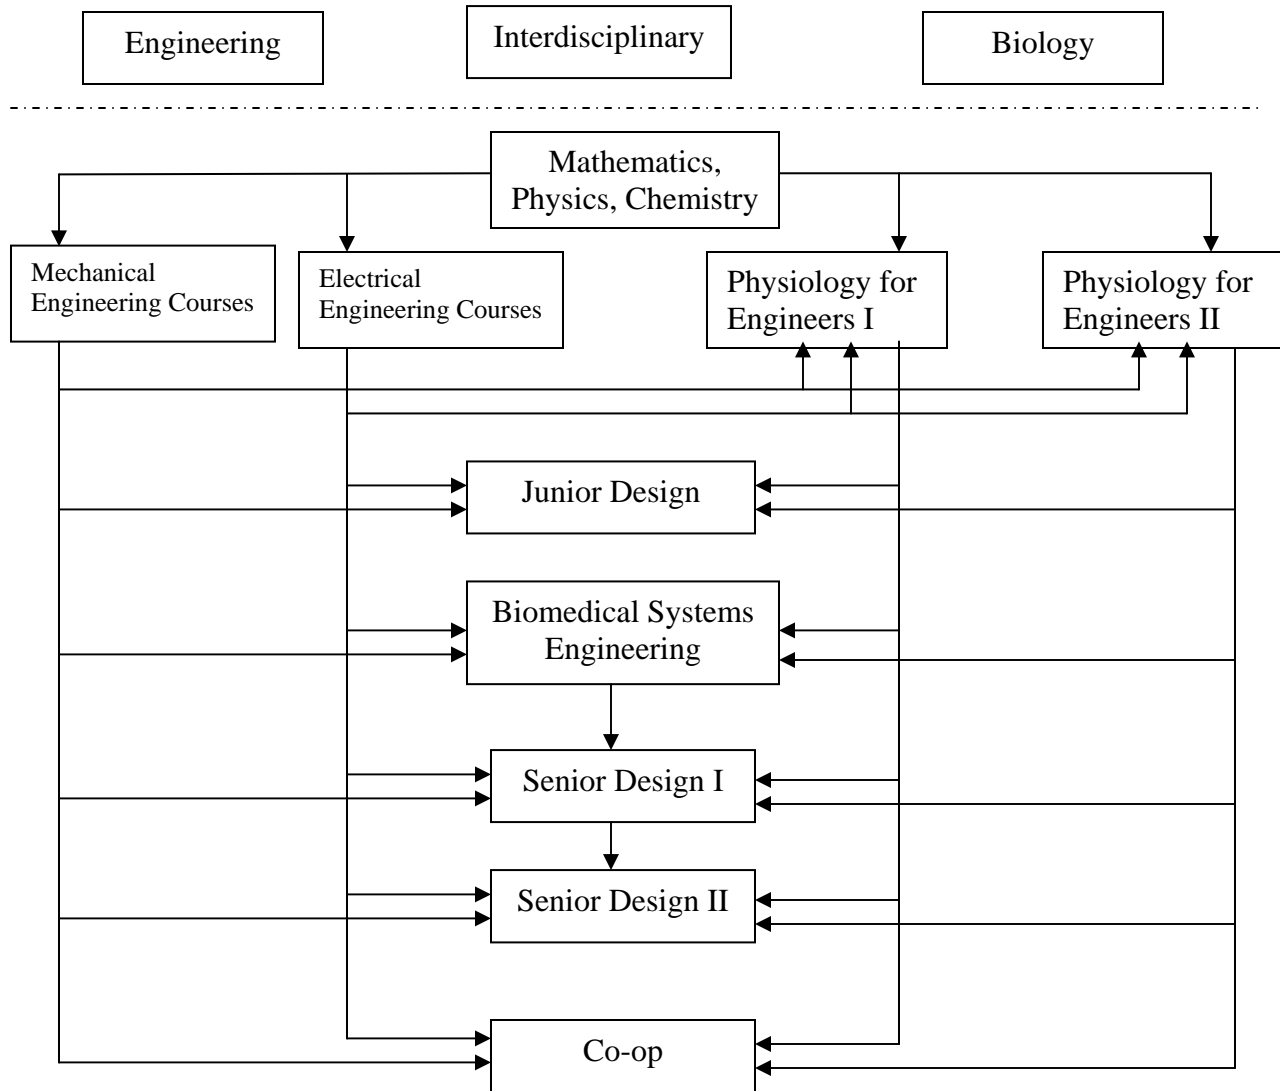 Engineering
Interdisciplinary
Biology
Mathematics,
Physics, Chemistry
Mechanical
Engineering Courses
Electrical
Engineering Courses
Physiology for
Engineers I
Physiology for
Engineers II
Junior Design
Biomedical Systems
Engineering
Senior Design I
Senior Design II
Co-op